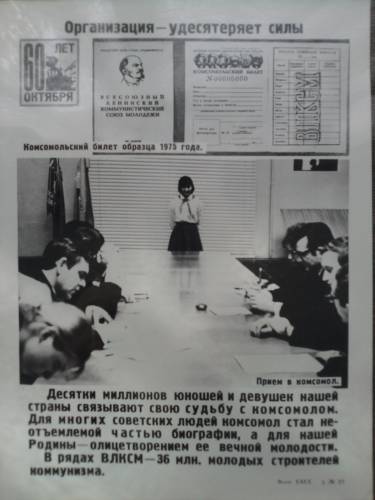 Организация—удесятеряет силы
60 ЛЕТ
ОКТЯБРЯ
ВСЕСОЮЗНЫЙ
ЛЕНИНСКИЙ
КОММУНИСТИЧЕСКИЙ
СОЮЗ МОЛОДЕЖИ
КОМСОМОЛЬСКИЙ БИЛЕТ
№00000000
ВЛКСМ
Комсомольский билет образца 1975 года.
Прием в комсомол.
Десятки миллионов юношей и девушек нашей
страны связывают свою судьбу с комсомолом.
Для многих советских людей комсомол стал не-
отъемлемой частью биографии, а для нашей
Родины—олицетворением ее вечной молодости.
В рядах ВЛКСМ—36 млн. молодых строителей
коммунизма.